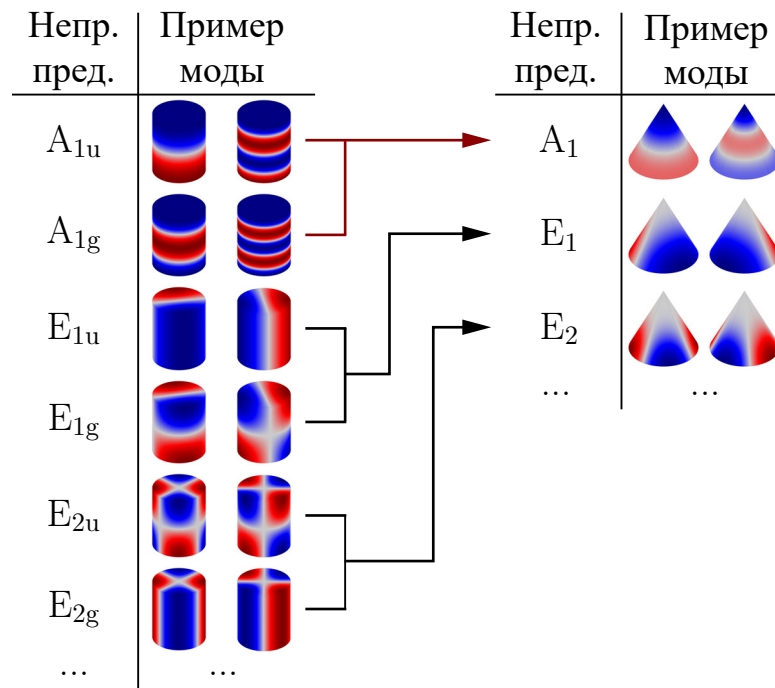 Непр. пред.
Пример моды
A1u
A1g
E1u
E1g
E2u
E2g
...
...
Непр. пред.
Пример моды
A1
E1
E2
...
...